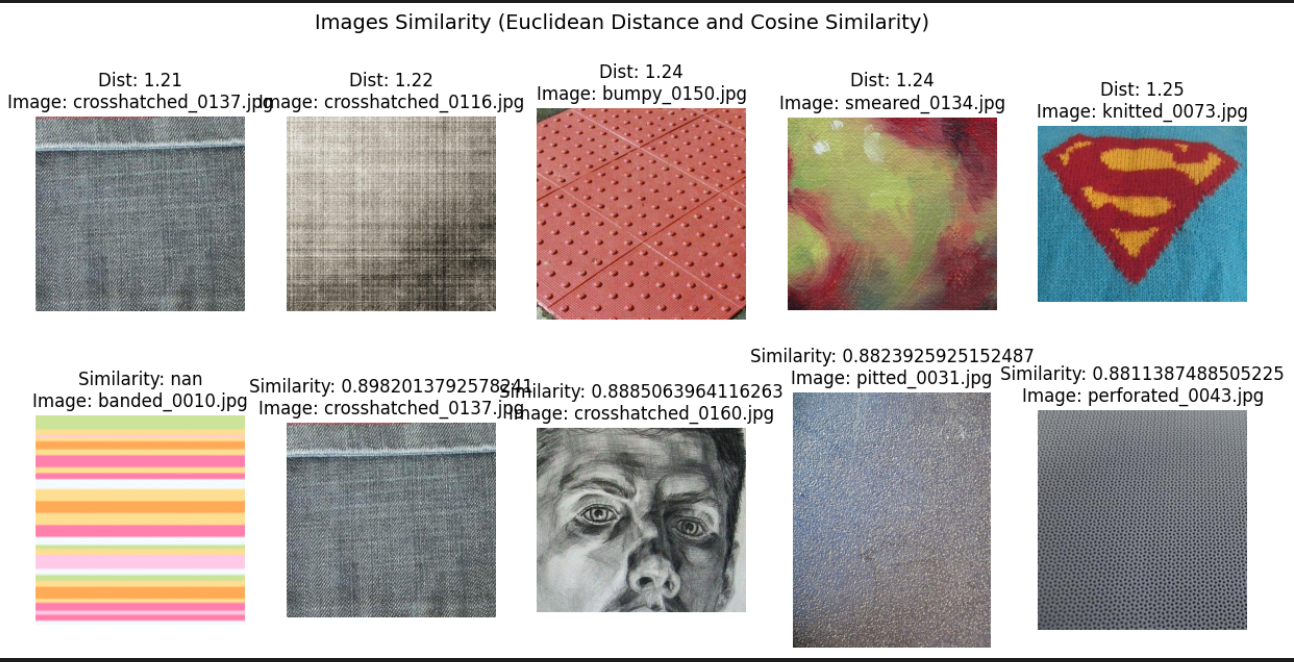 Images Similarity (Euclidean Distance and Cosine Similarity)
Dist: 1.21
Image: crosshatched_0137.jpg
Dist: 1.22
Image: crosshatched_0116.jpg
Dist: 1.24
Image: bumpy_0150.jpg
Dist: 1.24
Image: smeared_0134.jpg
Dist: 1.25
Image: knitted_0073.jpg
Similarity: nan
Image: banded_0010.jpg
Similarity: 0.8982013792578241
Image: crosshatched_0137.jpg
Similarity: 0.8885063964116263
Image: crosshatched_0160.jpg
Similarity: 0.8823925925152487
Image: pitted_0031.jpg
Similarity: 0.8811387488505225
Image: perforated_0043.jpg